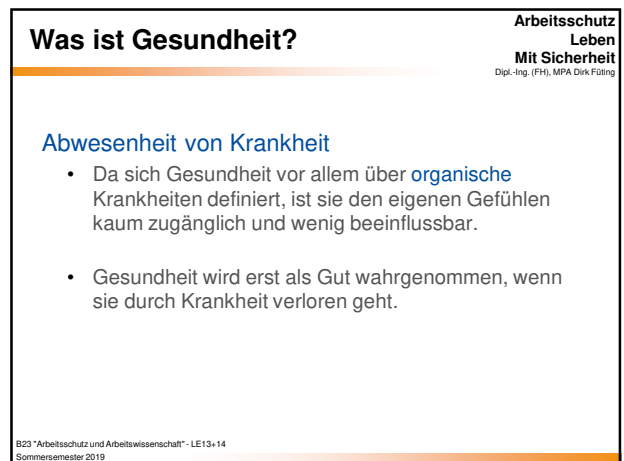 Was ist Gesundheit?
Arbeitsschutz
Leben
Mit Sicherheit
Dipl.-Ing. (FH), MPA Dirk Füting
Abwesenheit von Krankheit
• Da sich Gesundheit vor allem über organische
Krankheiten definiert, ist sie den eigenen Gefühlen
kaum zugänglich und wenig beeinflussbar.
• Gesundheit wird erst als Gut wahrgenommen, wenn
sie durch Krankheit verloren geht.
B23 "Arbeitschutz und Arbeitswissenschaft" - LE13+14
Sommersemester 2019